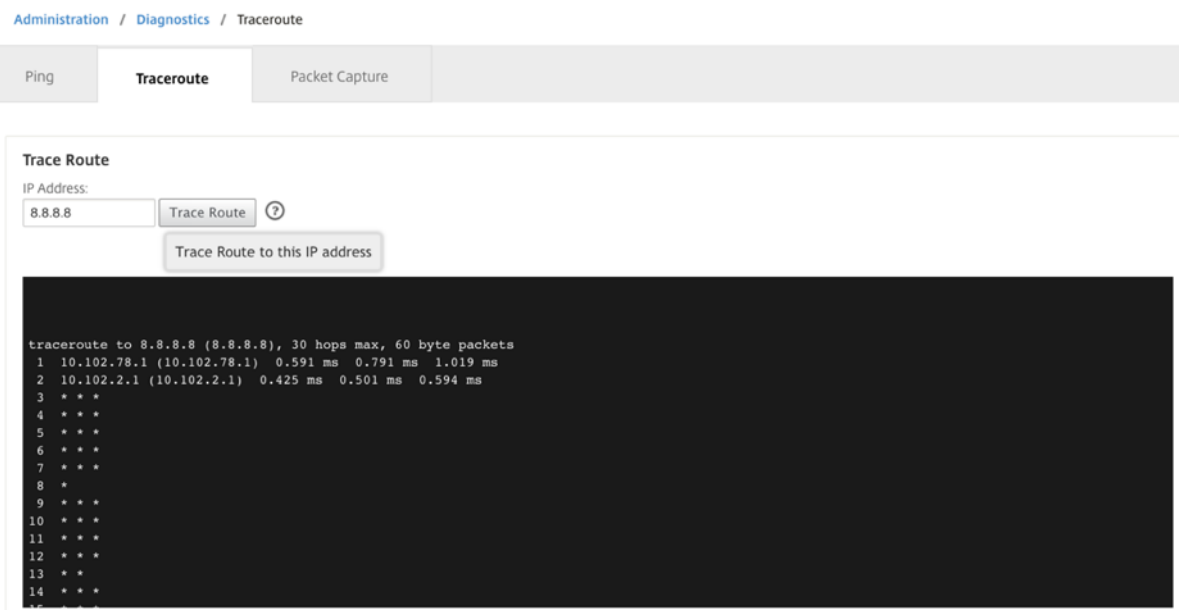 Administration / Diagnostics / Traceroute
Ping Traceroute Packet Capture
Trace Route
IP Address:
8.8.8.8 Trace Route ?
Trace Route to this IP address
traceroute to 8.8.8.8 (8.8.8.8), 30 hops max, 60 byte packets
1 10.102.78.1 (10.102.78.1) 0.591 ms 0.791 ms 1.019 ms
2 10.102.2.1 (10.102.2.1) 0.425 ms 0.501 ms 0.594 ms
3 * * *
4 * * *
5 * * *
6 * * *
7 * * *
8 *
9 * * *
10 * * *
11 * * *
12 * * *
13 * *
14 * * *
15 * * *